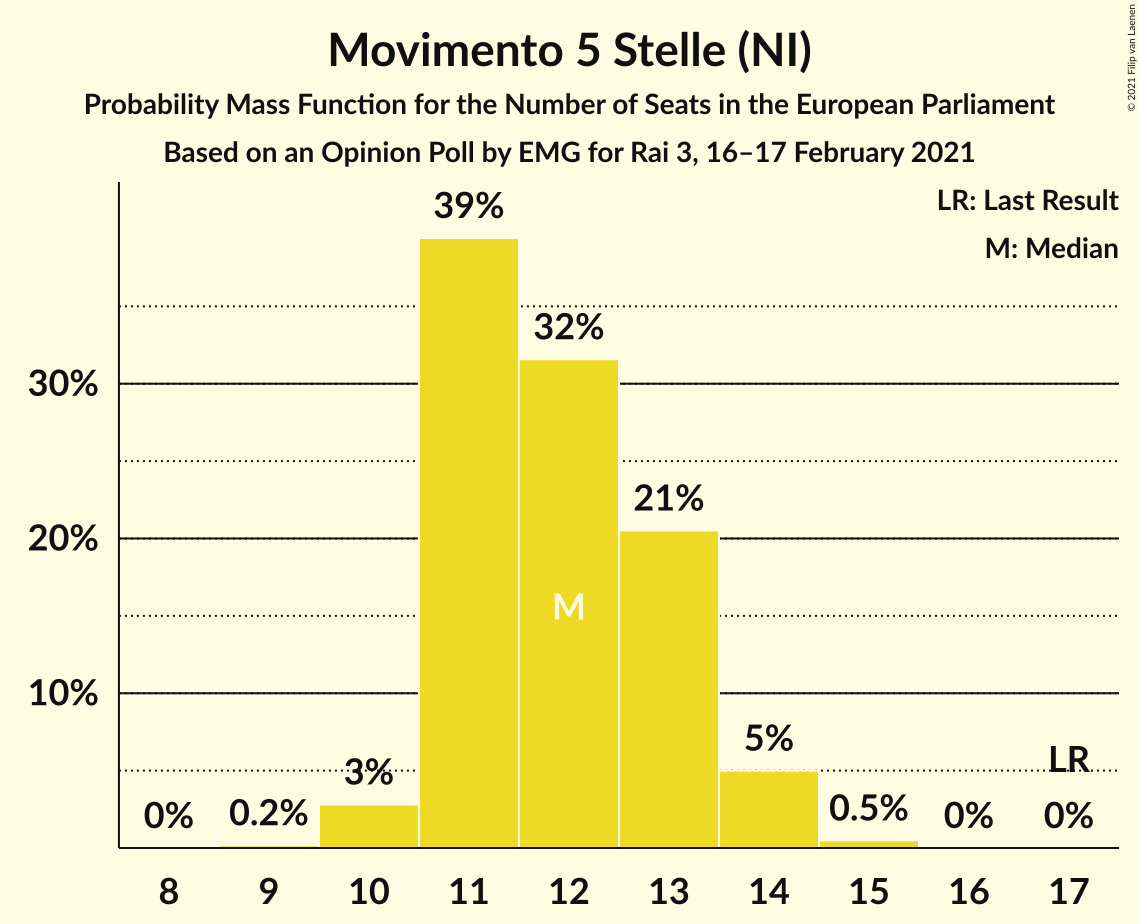 Movimento 5 Stelle (NI)
Probability Mass Function for the Number of Seats in the European Parliament
Based on an Opinion Poll by EMG for Rai 3, 16–17 February 2021
© 2021 Filip van Laenen
LR: Last Result
M: Median
39%
32%
30%
21%
20%
M
10%
5%
LR
3%
0%
0.2%
0.5%
0%
0%
8
9
10
11
12
13
14
15
16
17